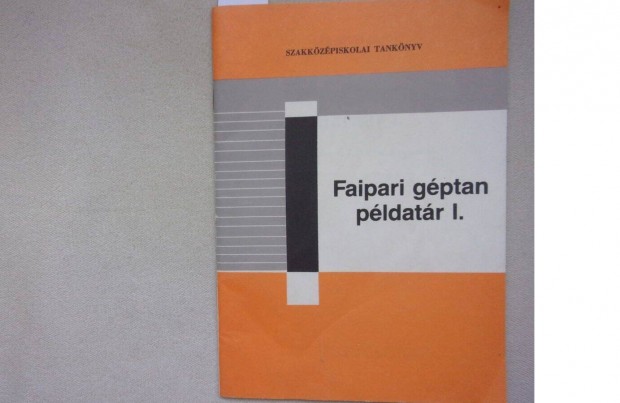 SZAKKÖZÉPISKOLAI TANKÖNYV
Faipari géptan
példatár I.